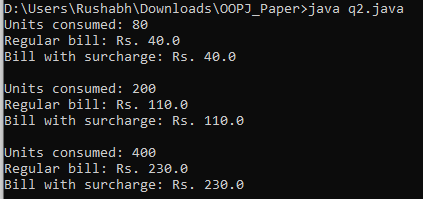 D:\Users\Rushabh\Downloads\OOPJ_Paper>java q2.java
Units consumed: 80
Regular bill: Rs. 40.0
Bill with surcharge: Rs. 40.0
Units consumed: 200
Regular bill: Rs. 110.0
Bill with surcharge: Rs. 110.0
Units consumed: 400
Regular bill: Rs. 230.0
Bill with surcharge: Rs. 230.0